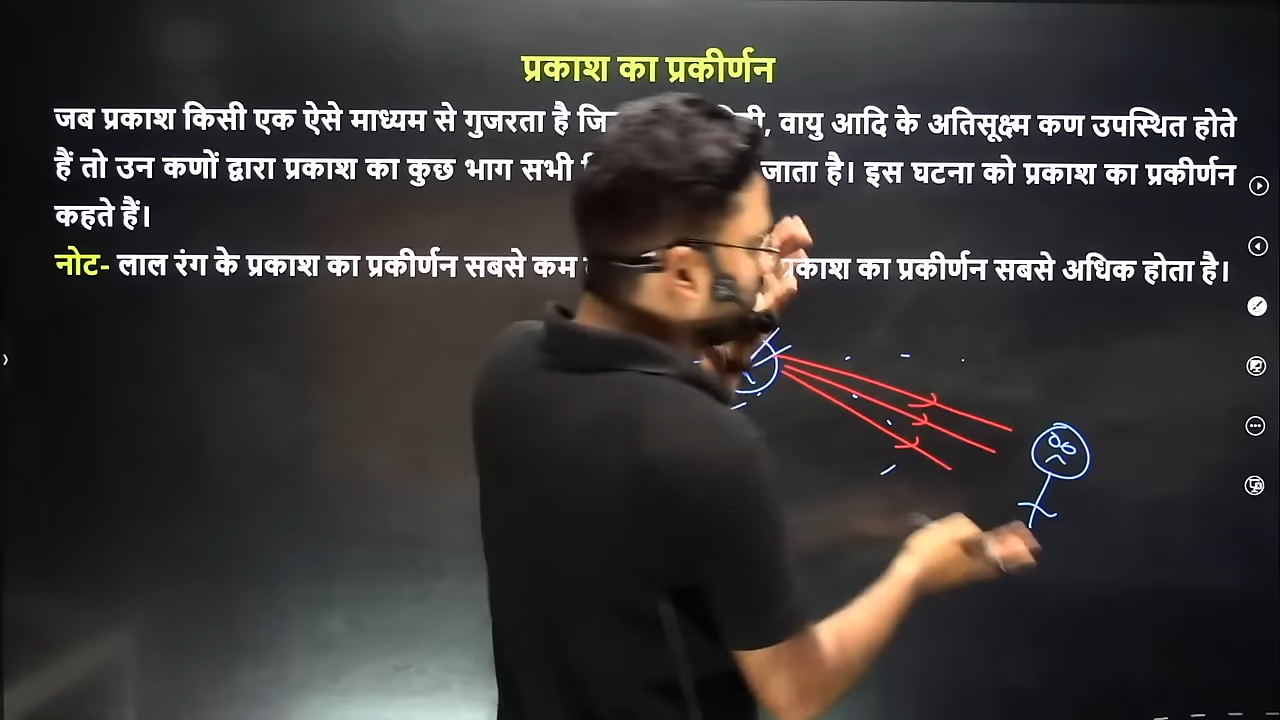 प्रकाश का प्रकीर्णन
जब प्रकाश किसी एक ऐसे माध्यम से गुजरता है वायु आदि के अतिसूक्ष्म कण उपस्थित होते
हैं तो उन कणों द्वारा प्रकाश का कुछ भाग सभी जाता है। इस घटना को प्रकाश का प्रकीर्णन
कहते हैं।
नोट- लाल रंग के प्रकाश का प्रकीर्णन सबसे कम का प्रकीर्णन सबसे अधिक होता है।